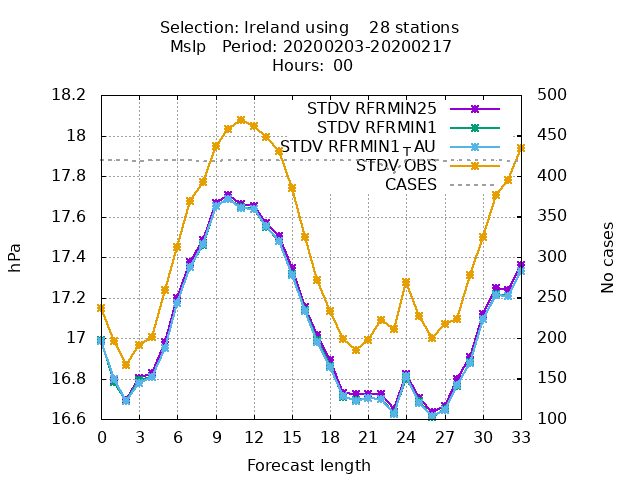 Selection: Ireland using 28 stations
Mslp Period: 20200203-20200217
Hours: 00
18.2
18
17.8
17.6
17.4
17.2
17
16.8
16.6
hPa
STDV RFRMIN25
STDV RFRMIN1
STDV RFRMIN1_AU
STDV OBS
CASES
500
450
400
350
300
250
200
150
100
No cases
0 3 6 9 12 15 18 21 24 27 30 33
Forecast length